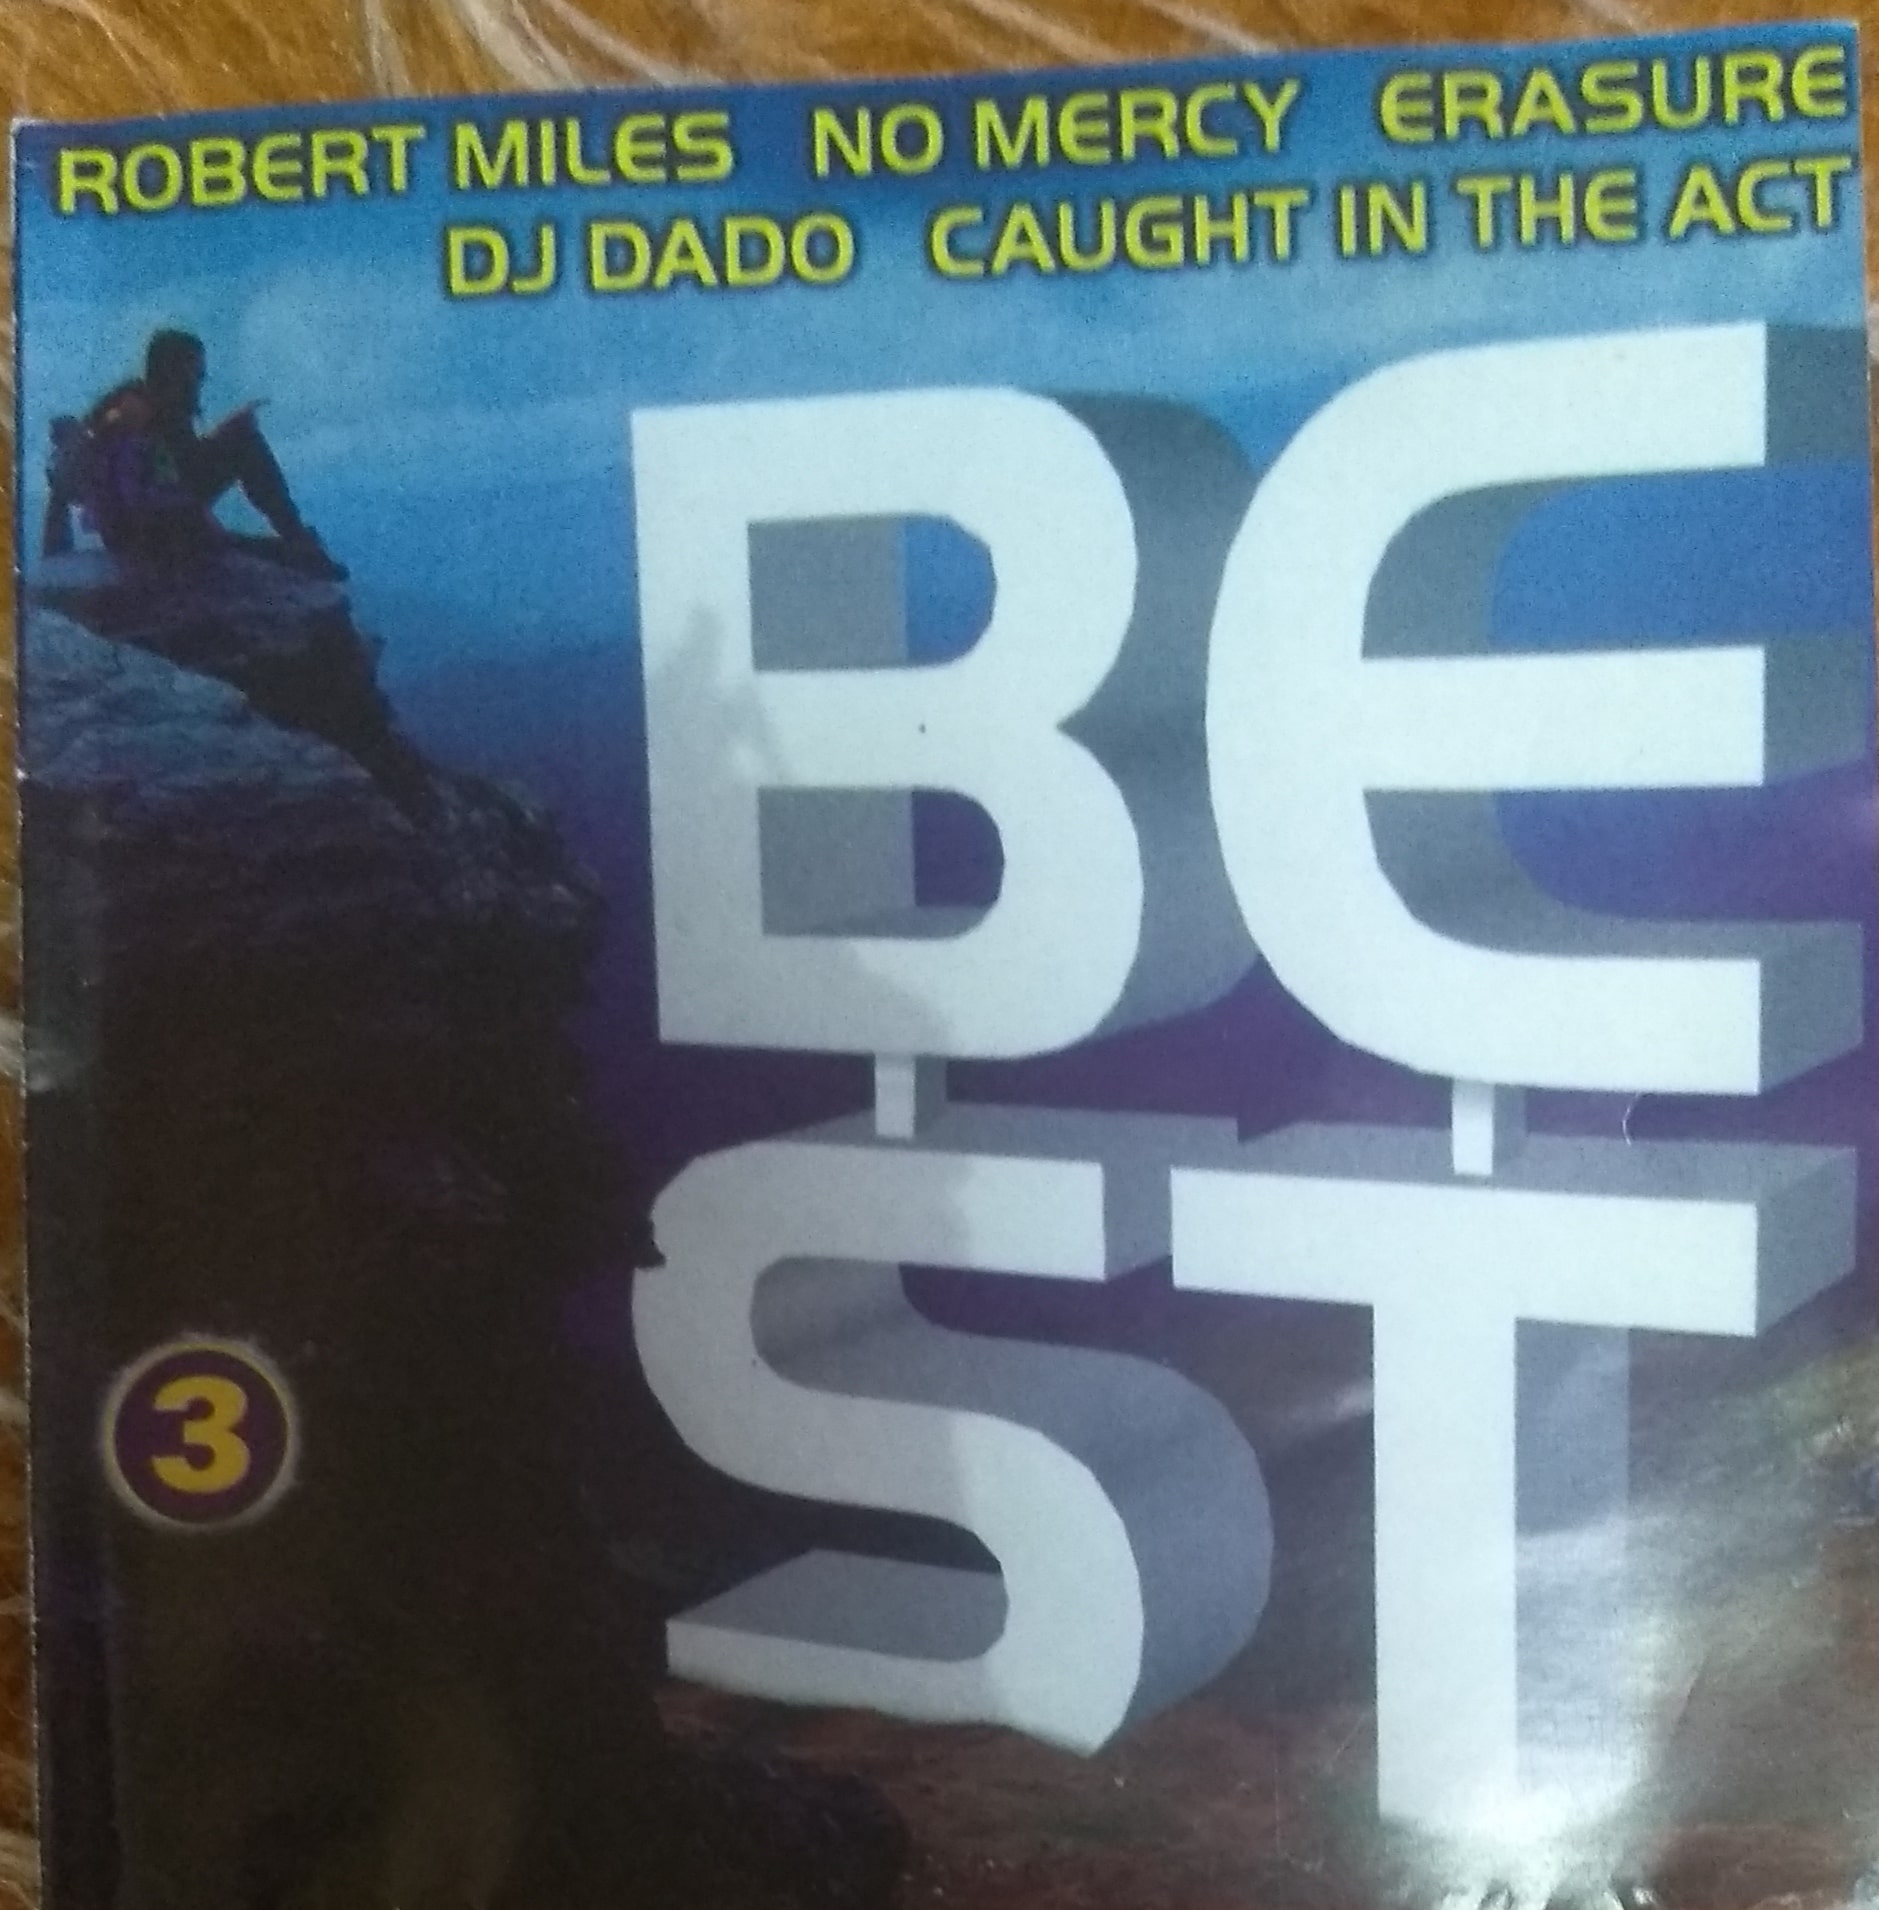 ROBERT MILES NO MERCY ERASURE
DJ DADO CAUGHT IN THE ACT
BE
ST
3